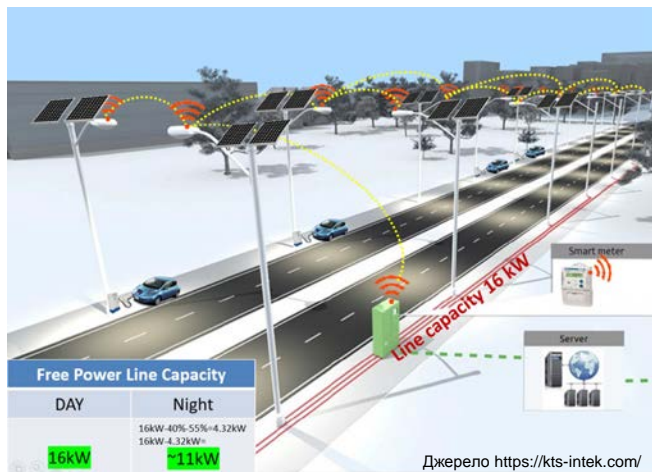 Smart meter
Line capacity 16 kW
Server
Free Power Line Capacity
DAY
Night
16kW-40%-55%=4.32kW
16kW-4.32kW=
16kW
~11kW
Джерело https://kts-intek.com/